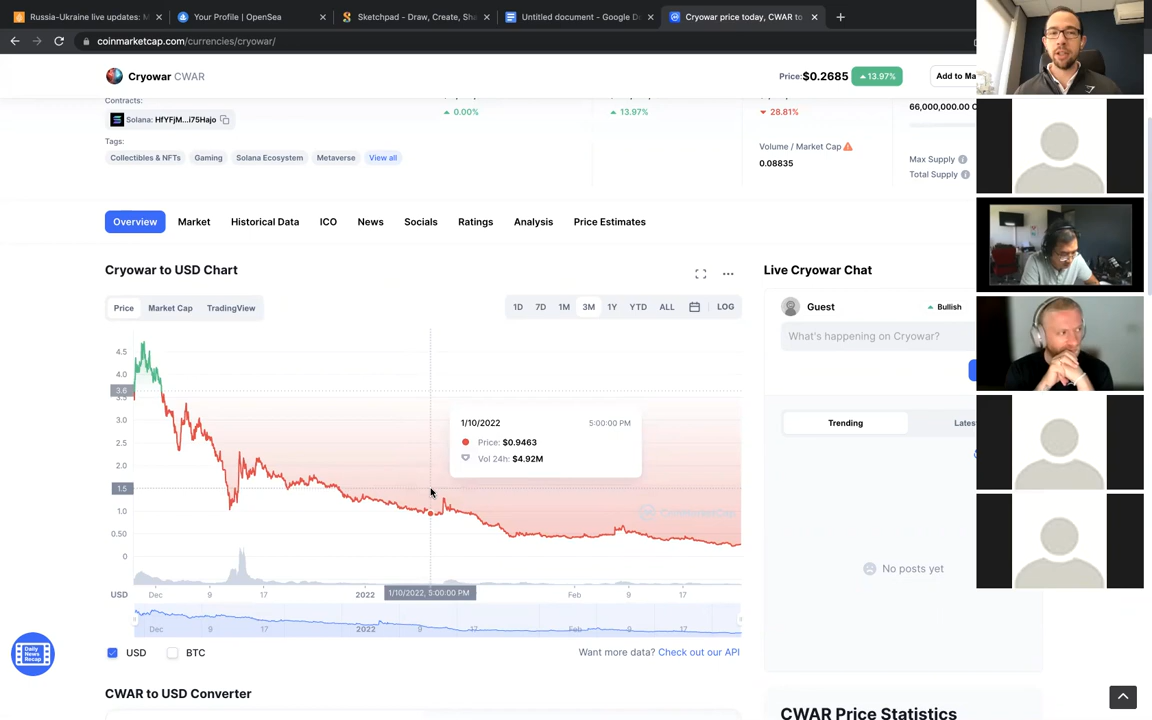 Russia-Ukraine live updates: M
Your Profile | OpenSea
Sketchpad - Draw, Create, Sha
Untitled document - Google D
Cryowar price today, CWAR to
coinmarketcap.com/currencies/cryowar/
Cryowar CWAR
Price: $0.2685
13.97%
Add to Ma
Contracts:
0.00%
13.97%
28.81%
66,000,000.00 C
Solana: HfYFjM...i75Hajo
Tags:
Collectibles & NFTs
Gaming
Solana Ecosystem
Metaverse
View all
Volume / Market Cap
0.08835
Max Supply
Total Supply
Overview
Market
Historical Data
ICO
News
Socials
Ratings
Analysis
Price Estimates
Cryowar to USD Chart
Live Cryowar Chat
Price
Market Cap
TradingView
1D
7D
1M
3M
1Y
YTD
ALL
LOG
Guest
Bullish
What's happening on Cryowar?
4.5
4.0
3.6
3.5
3.0
2.5
2.0
1.5
1.0
0.50
0
1/10/2022
5:00:00 PM
Price: $0.9463
Vol 24h: $4.92M
Trending
Lates
No posts yet
USD
Dec
9
17
2022
1/10/2022, 5:00:00 PM
Feb
9
17
Dec
9
17
2022
9
17
Feb
9
17
Daily
News
Recap
USD
BTC
Want more data? Check out our API
CWAR to USD Converter
CWAR Price Statistics